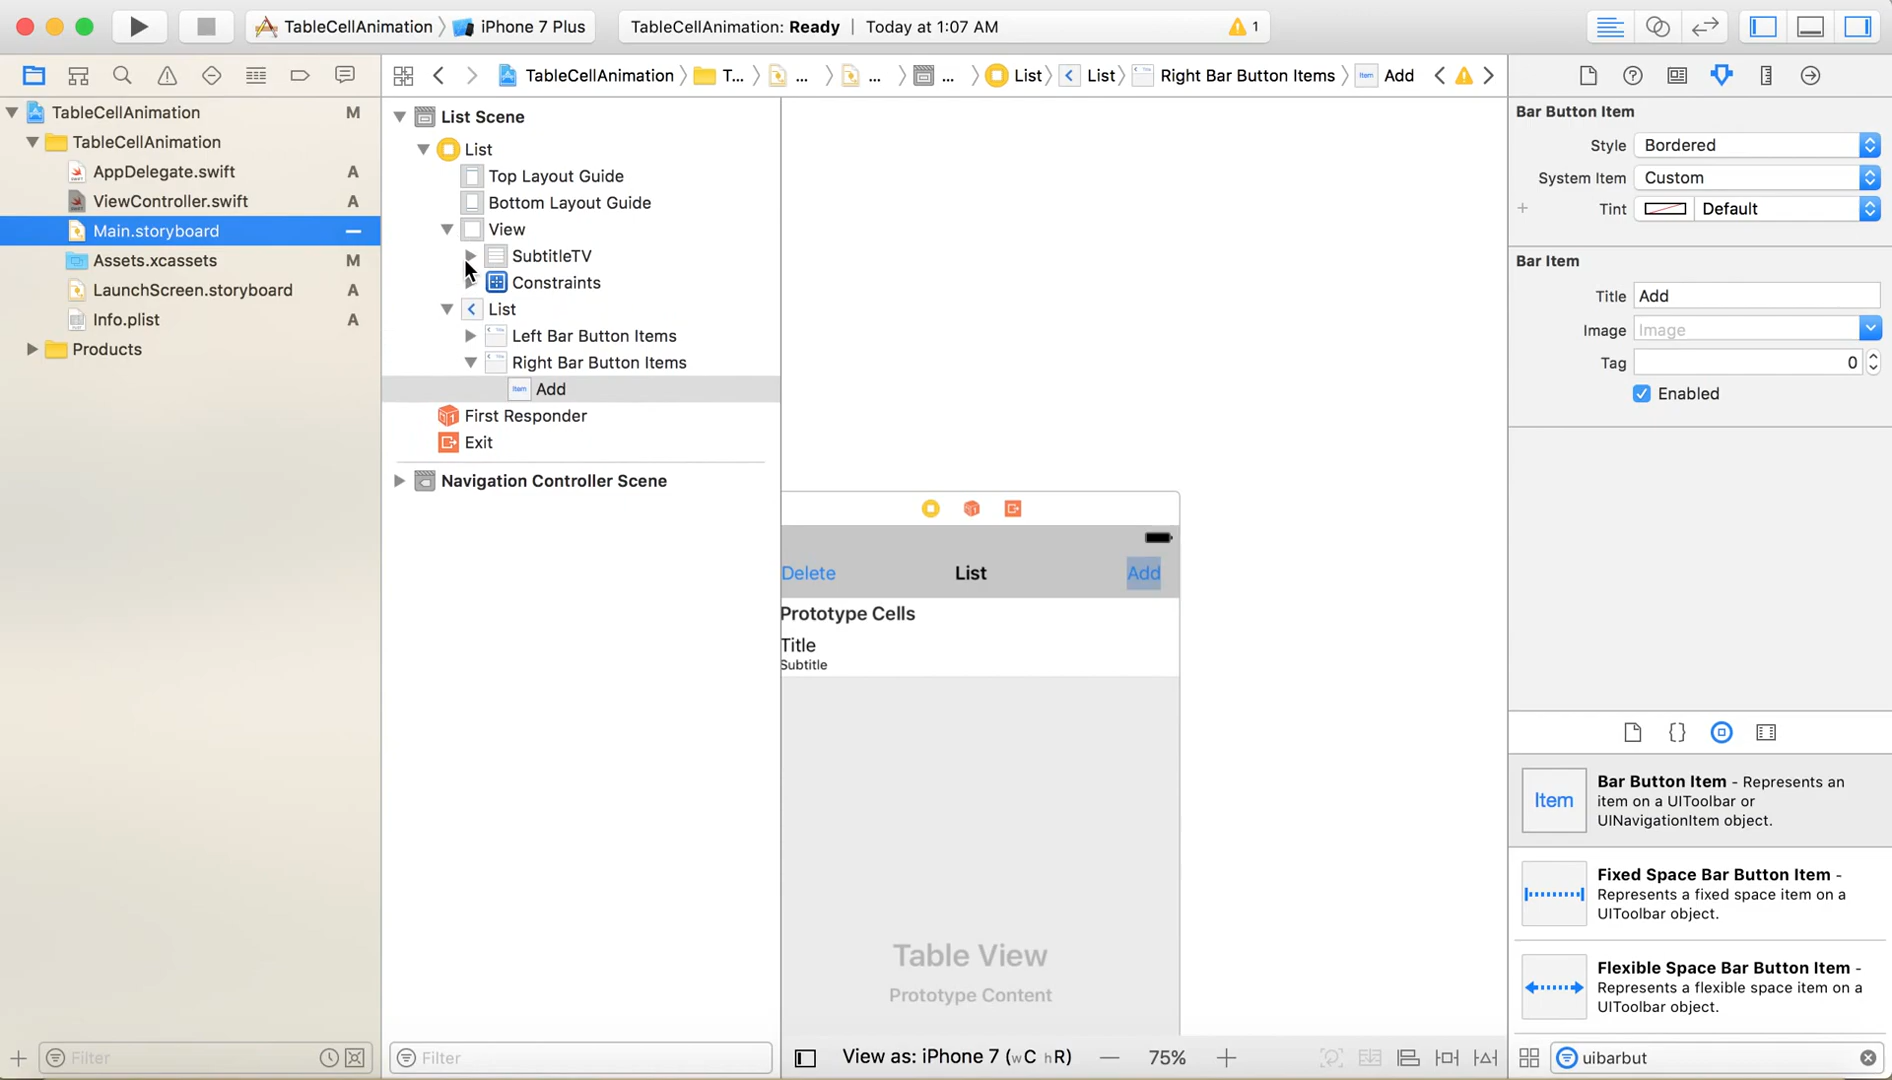 TableCellAnimation
iPhone 7 Plus
TableCellAnimation: Ready
Today at 1:07 AM
1
TableCellAnimation
T...
...
...
...
List
List
Right Bar Button Items
Item
Add
TableCellAnimation M
TableCellAnimation
AppDelegate.swift A
ViewController.swift A
Main.storyboard
Assets.xcassets M
LaunchScreen.storyboard A
Info.plist A
Products
Filter
List Scene
List
Top Layout Guide
Bottom Layout Guide
View
SubtitleTV
Constraints
List
Left Bar Button Items
Right Bar Button Items
Item Add
First Responder
Exit
Navigation Controller Scene
Filter
Delete List Add
Prototype Cells
Title
Subtitle
Table View
Prototype Content
View as: iPhone 7 (wC hR)
75%
Bar Button Item
Style Bordered
System Item Custom
Tint Default
Bar Item
Title Add
Image Image
Tag 0
Enabled
{}
Item
Bar Button Item - Represents an
item on a UIToolbar or
UINavigationItem object.
Fixed Space Bar Button Item -
Represents a fixed space item on a
UIToolbar object.
Flexible Space Bar Button Item -
Represents a flexible space item on a
UIToolbar object.
uibarbut